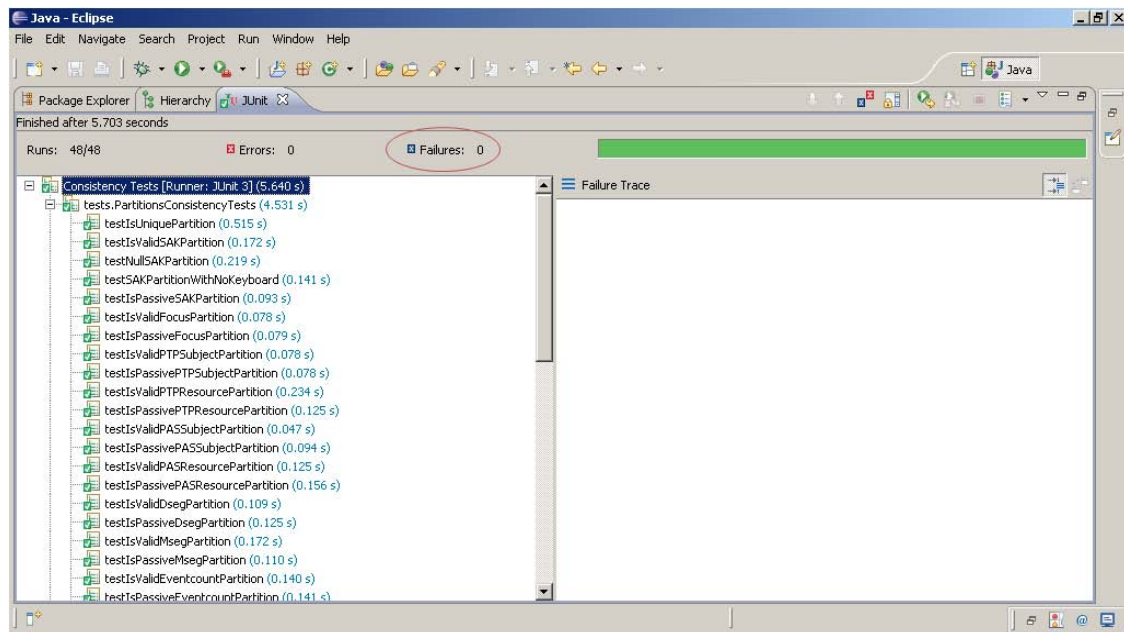 Java - Eclipse
File Edit Navigate Search Project Run Window Help
Java
Package Explorer Hierarchy JUnit
Finished after 5.703 seconds
Runs: 48/48 Errors: 0 Failures: 0
Consistency Tests [Runner: JUnit 3] (5.640 s)
Failure Trace
tests.PartitionsConsistencyTests (4.531 s)
testIsUniquePartition (0.515 s)
testIsValidSAKPartition (0.172 s)
testNullSAKPartition (0.219 s)
testSAKPartitionWithNoKeyboard (0.141 s)
testIsPassiveSAKPartition (0.093 s)
testIsValidFocusPartition (0.078 s)
testIsPassiveFocusPartition (0.079 s)
testIsValidPTPSubjectPartition (0.078 s)
testIsPassivePTPSubjectPartition (0.078 s)
testIsValidPTPResourcePartition (0.234 s)
testIsPassivePTPResourcePartition (0.125 s)
testIsValidPASSubjectPartition (0.047 s)
testIsPassivePASSubjectPartition (0.094 s)
testIsValidPASResourcePartition (0.125 s)
testIsPassivePASResourcePartition (0.156 s)
testIsValidDsegPartition (0.109 s)
testIsPassiveDsegPartition (0.125 s)
testIsValidMsegPartition (0.172 s)
testIsPassiveMsegPartition (0.110 s)
testIsValidEventcountPartition (0.140 s)
testIsPassiveEventcountPartition (0.141 s)